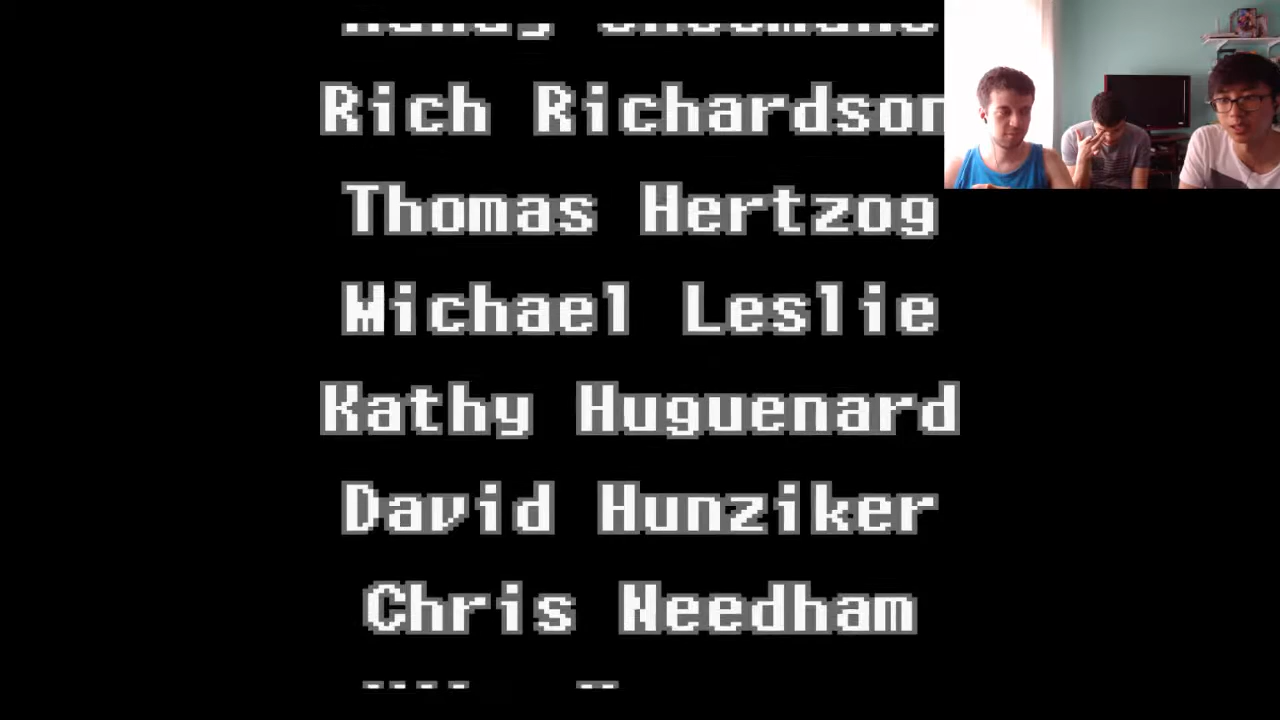 Rich Richardson
Thomas Hertzog
Michael Leslie
Kathy Huguenard
David Hunziker
Chris Needham